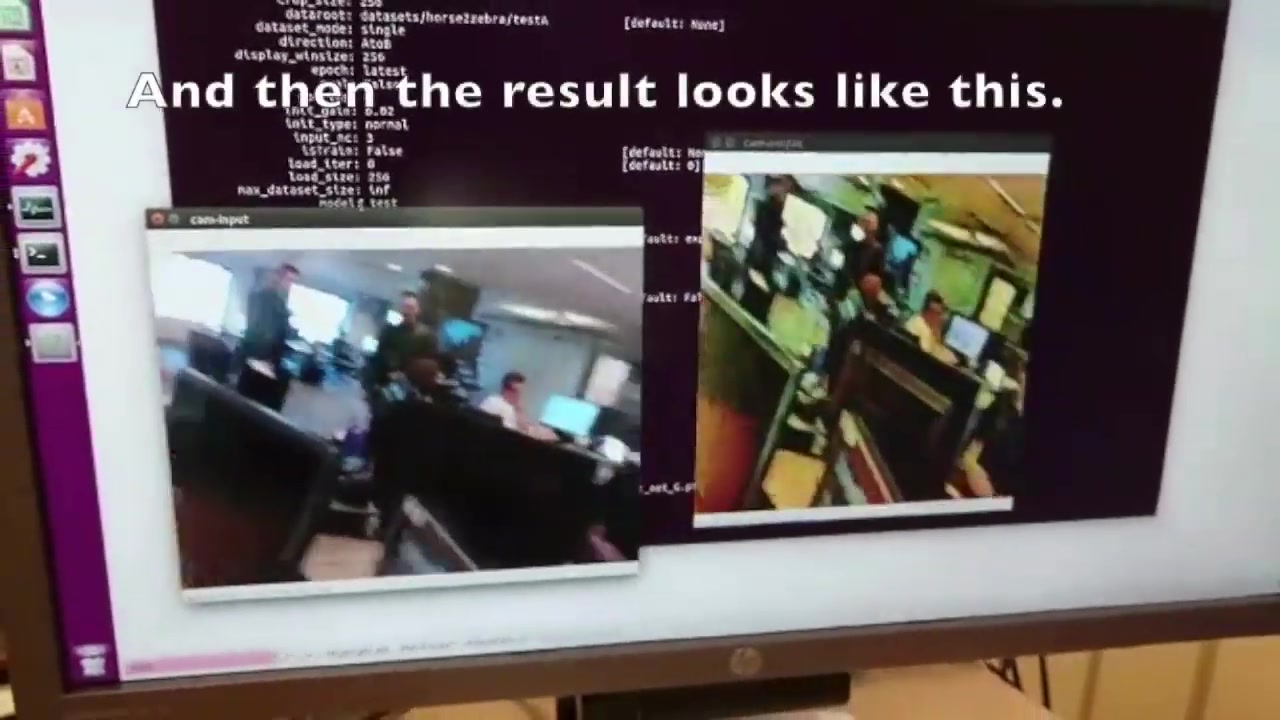 crop_size: 256
dataroot: datasets/horse2zebra/testA [default: None]
dataset_mode: single
direction: AtoB
display_winsize: 256
epoch: latest
And then the result looks like this.
init_gain: 0.02
init_type: normal
input_nc: 3
isTrain: False [default: None]
load_iter: 0 [default: 0]
load_size: 256
max_dataset_size: inf
model: test
cam-input
hp